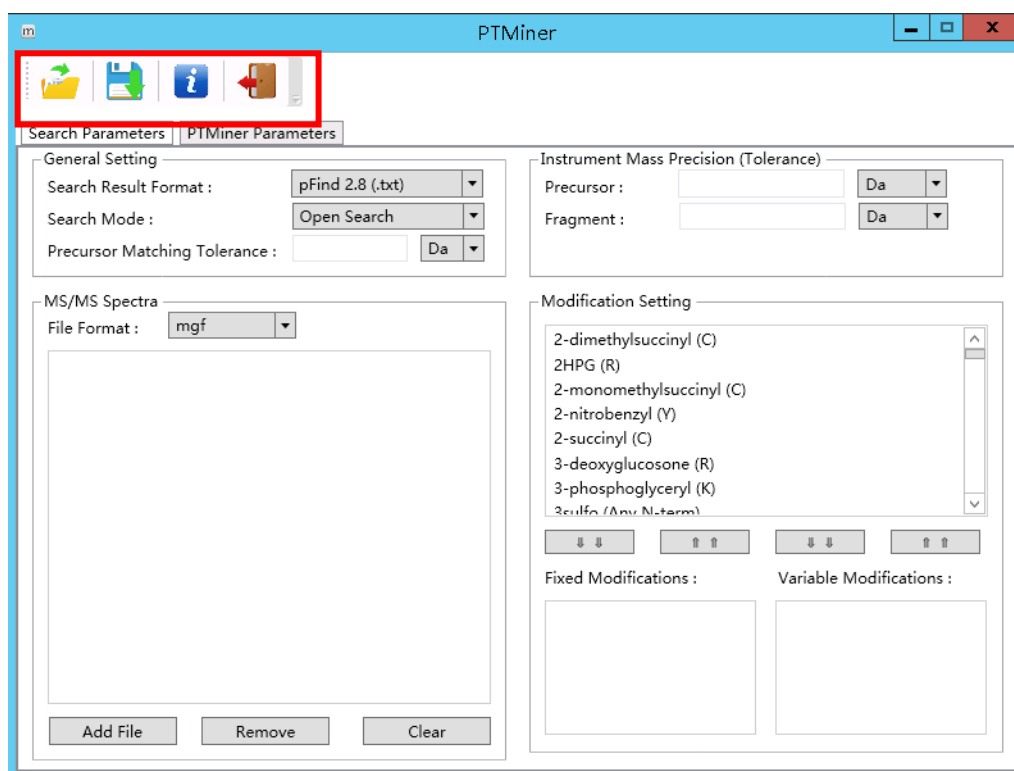 m
PTMiner
X
i
Search Parameters
PTMiner Parameters
General Setting
Search Result Format :
pFind 2.8 (.txt)
Search Mode :
Open Search
Precursor Matching Tolerance :
Da
Instrument Mass Precision (Tolerance)
Precursor :
Da
Fragment :
Da
MS/MS Spectra
File Format :
mgf
Add File
Remove
Clear
Modification Setting
2-dimethylsuccinyl (C)
2HPG (R)
2-monomethylsuccinyl (C)
2-nitrobenzyl (Y)
2-succinyl (C)
3-deoxyglucosone (R)
3-phosphoglyceryl (K)
3sulfo (Any N-term)
Fixed Modifications :
Variable Modifications :